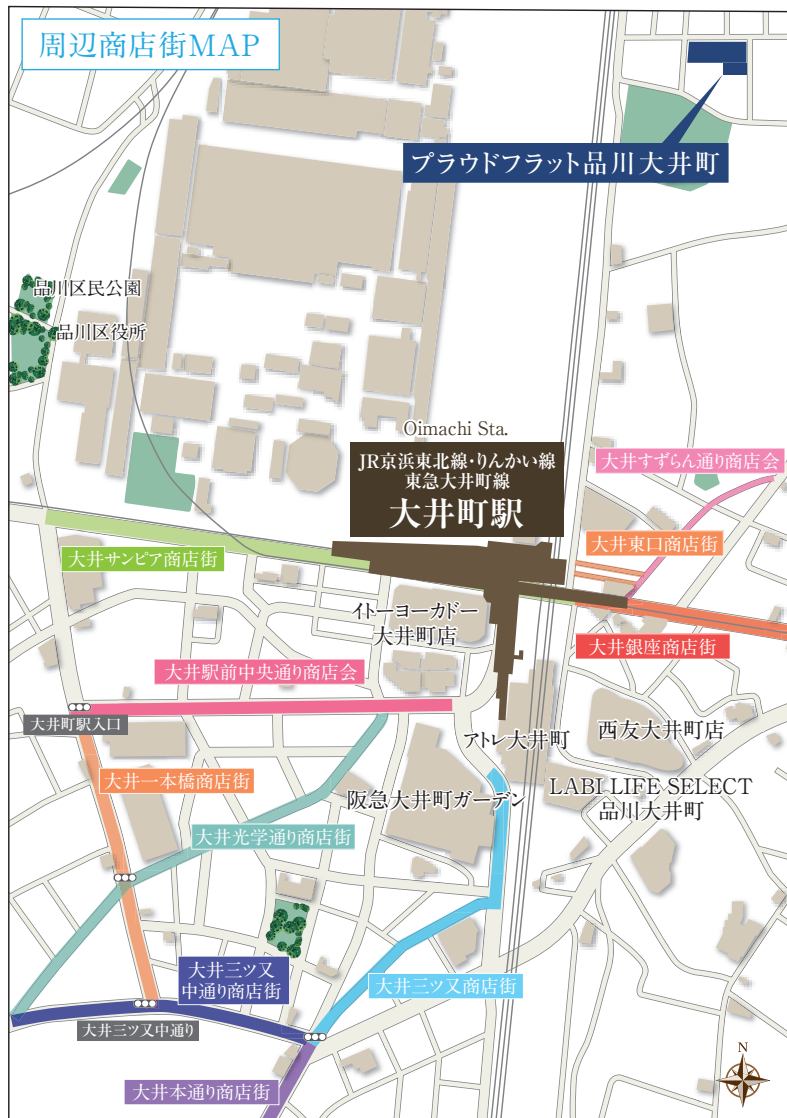 周辺商店街MAP
プラウドフラット品川大井町
品川区民公園
品川区役所
Oimachi Sta.
JR京浜東北線・りんかい線
東急大井町線
大井町駅
大井すずらん通り商店会
大井東口商店街
大井サンピア商店街
イトーヨーカドー
大井町店
大井銀座商店街
大井駅前中央通り商店会
大井町駅入口
アトレ大井町
西友大井町店
大井一本橋商店街
阪急大井町ガーデン
LABI LIFE SELECT
品川大井町
大井光学通り商店街
大井三ツ又
中通り商店街
大井三ツ又商店街
大井三ツ又中通り
大井本通り商店街
N